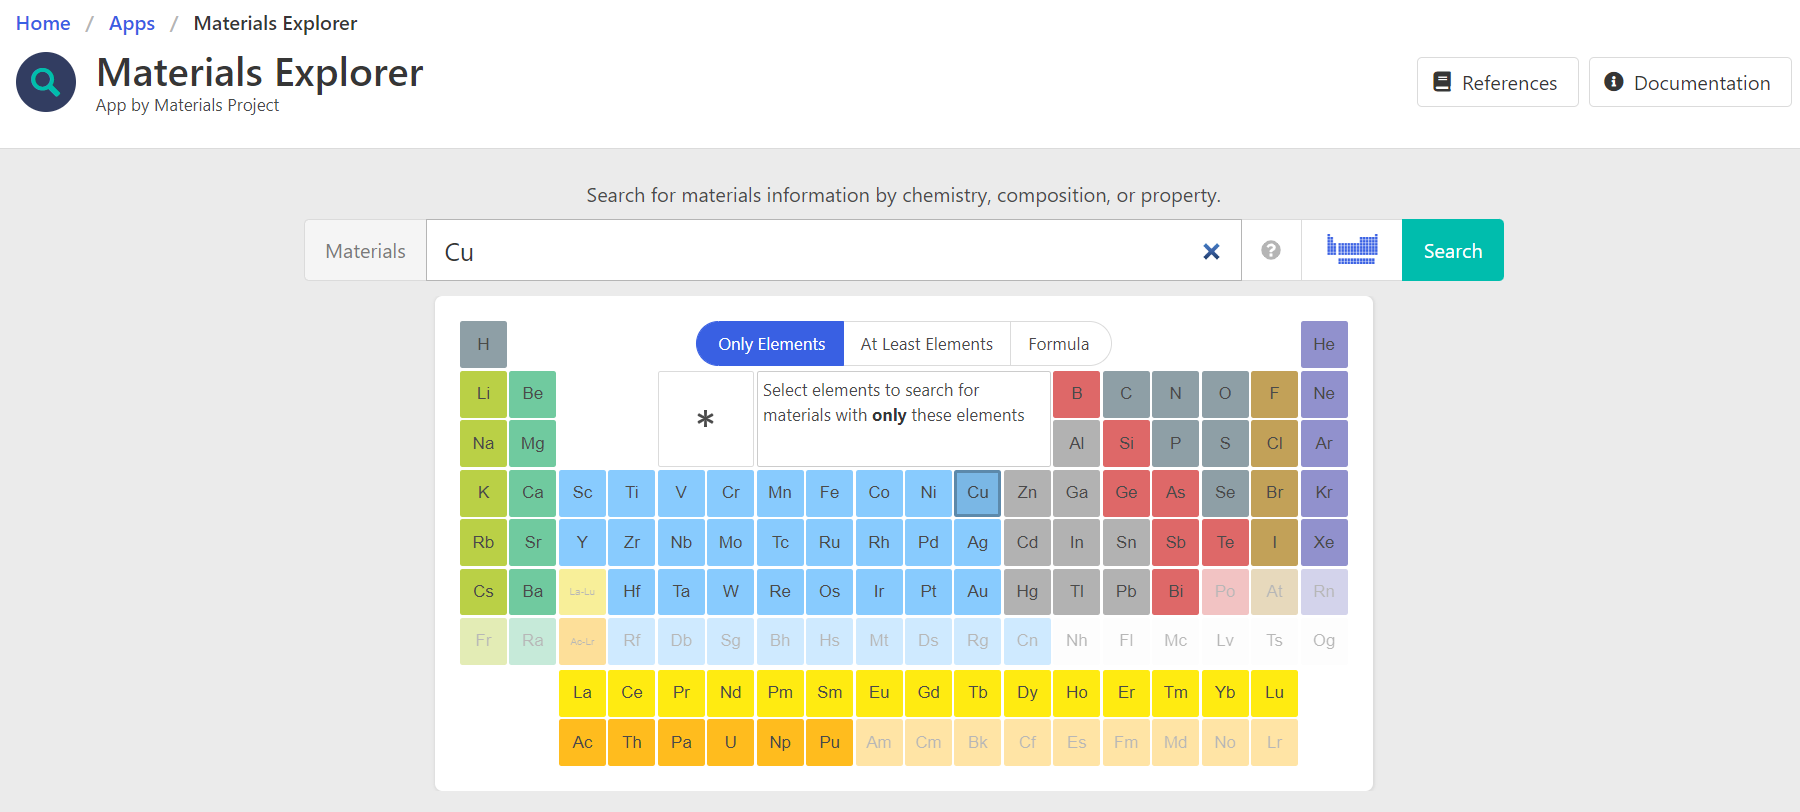 Home / Apps / Materials Explorer
Materials Explorer
App by Materials Project
References
Documentation
Search for materials information by chemistry, composition, or property.
Materials Cu Search
Only Elements At Least Elements Formula
H He
Select elements to search for
materials with only these elements
*
Li Be B C N O F Ne
Na Mg Al Si P S Cl Ar
K Ca Sc Ti V Cr Mn Fe Co Ni Cu Zn Ga Ge As Se Br Kr
Rb Sr Y Zr Nb Mo Tc Ru Rh Pd Ag Cd In Sn Sb Te I Xe
Cs Ba La-Lu Hf Ta W Re Os Ir Pt Au Hg Tl Pb Bi Po At Rn
Fr Ra Ac-Lr Rf Db Sg Bh Hs Mt Ds Rg Cn Nh Fl Mc Lv Ts Og
La Ce Pr Nd Pm Sm Eu Gd Tb Dy Ho Er Tm Yb Lu
Ac Th Pa U Np Pu Am Cm Bk Cf Es Fm Md No Lr